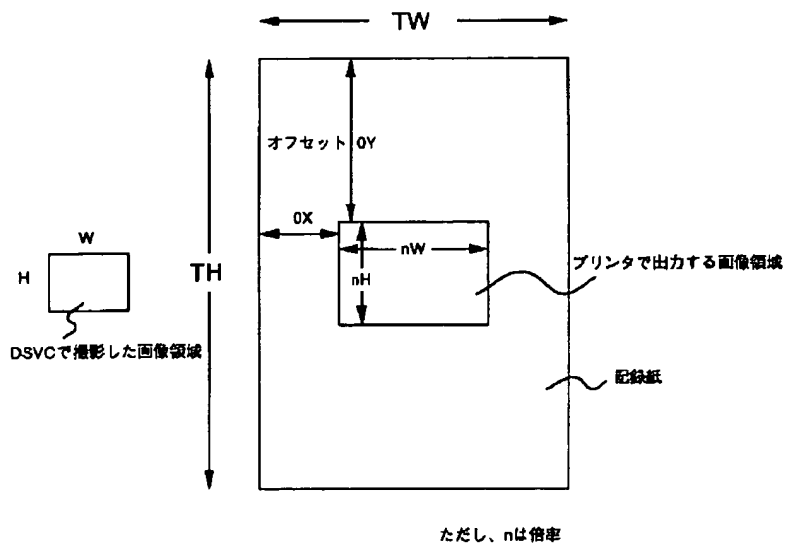 TW
オフセット 0Y
0X
W
nW
H
TH
nH
プリンタで出力する画像領域
DSVCで撮影した画像領域
記録紙
ただし、nは倍率